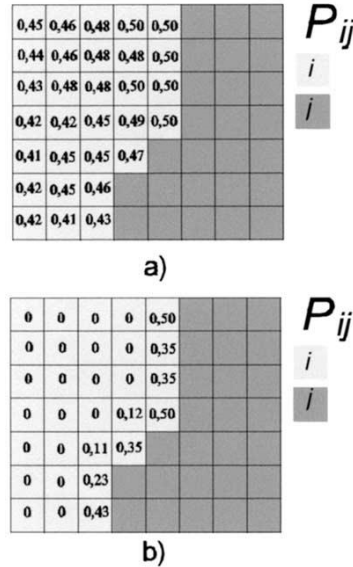 0,45 0,46 0,48 0,50 0,50
0,44 0,46 0,48 0,48 0,50
0,43 0,48 0,48 0,50 0,50
0,42 0,42 0,45 0,49 0,50
0,41 0,45 0,45 0,47
0,42 0,45 0,46
0,42 0,41 0,43
Pij
i
j
a)
0 0 0 0 0,50
0 0 0 0 0,35
0 0 0 0 0,35
0 0 0 0,12 0,50
0 0 0,11 0,35
0 0 0,23
0 0 0,43
Pij
i
j
b)